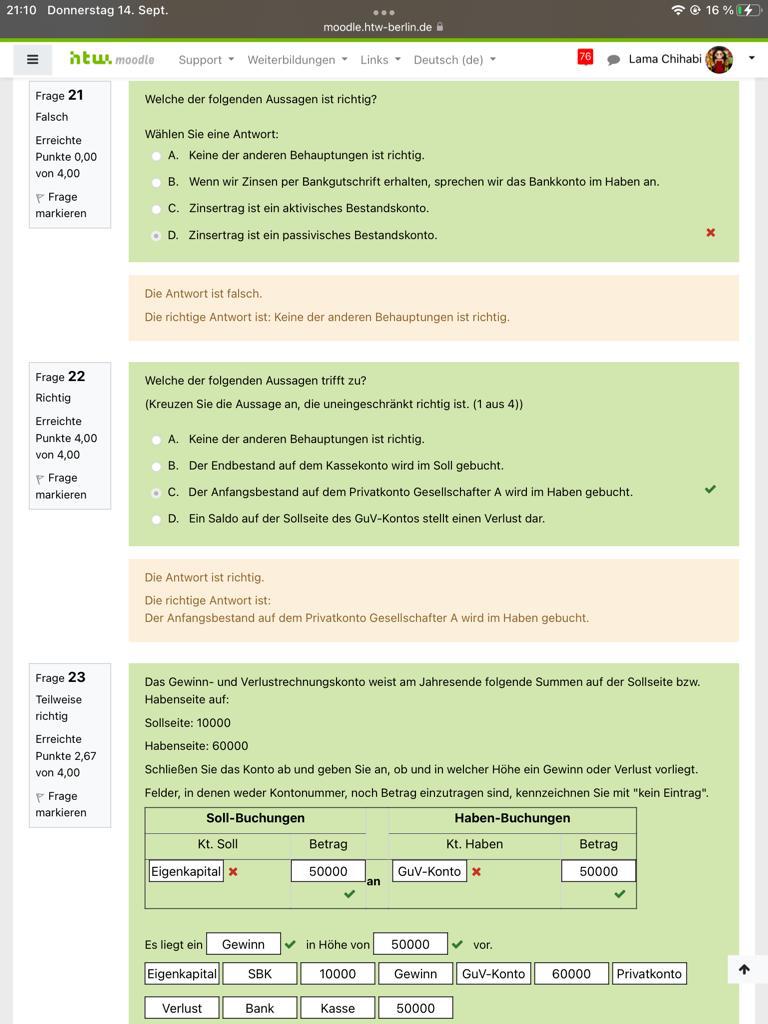 21:10 Donnerstag 14. Sept.
16 %
moodle.htw-berlin.de
htw. moodle
Support
Weiterbildungen
Links
Deutsch (de)
76
Lama Chihabi
Frage 21
Falsch
Erreichte
Punkte 0,00
von 4,00
Frage
markieren
Welche der folgenden Aussagen ist richtig?
Wählen Sie eine Antwort:
A. Keine der anderen Behauptungen ist richtig.
B. Wenn wir Zinsen per Bankgutschrift erhalten, sprechen wir das Bankkonto im Haben an.
C. Zinsertrag ist ein aktivisches Bestandskonto.
D. Zinsertrag ist ein passivisches Bestandskonto.
Die Antwort ist falsch.
Die richtige Antwort ist: Keine der anderen Behauptungen ist richtig.
Frage 22
Richtig
Erreichte
Punkte 4,00
von 4,00
Frage
markieren
Welche der folgenden Aussagen trifft zu?
(Kreuzen Sie die Aussage an, die uneingeschränkt richtig ist. (1 aus 4))
A. Keine der anderen Behauptungen ist richtig.
B. Der Endbestand auf dem Kassekonto wird im Soll gebucht.
C. Der Anfangsbestand auf dem Privatkonto Gesellschafter A wird im Haben gebucht.
D. Ein Saldo auf der Sollseite des GuV-Kontos stellt einen Verlust dar.
Die Antwort ist richtig.
Die richtige Antwort ist:
Der Anfangsbestand auf dem Privatkonto Gesellschafter A wird im Haben gebucht.
Frage 23
Teilweise
richtig
Erreichte
Punkte 2,67
von 4,00
Frage
markieren
Das Gewinn- und Verlustrechnungskonto weist am Jahresende folgende Summen auf der Sollseite bzw.
Habenseite auf:
Sollseite: 10000
Habenseite: 60000
Schließen Sie das Konto ab und geben Sie an, ob und in welcher Höhe ein Gewinn oder Verlust vorliegt.
Felder, in denen weder Kontonummer, noch Betrag einzutragen sind, kennzeichnen Sie mit "kein Eintrag".
Soll-Buchungen Haben-Buchungen
Kt. Soll Betrag Kt. Haben Betrag
Eigenkapital 50000 an GuV-Konto 50000
Es liegt ein Gewinn in Höhe von 50000 vor.
Eigenkapital SBK 10000 Gewinn GuV-Konto 60000 Privatkonto
Verlust Bank Kasse 50000